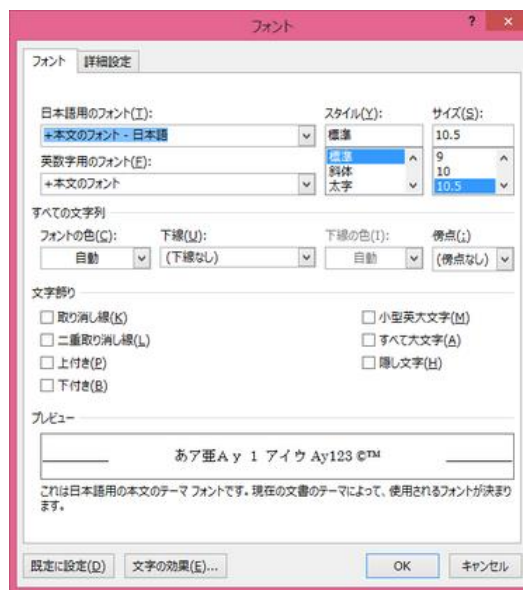 フォント
?
×
フォント 詳細設定
日本語用のフォント(T): スタイル(Y): サイズ(S):
+本文のフォント - 日本語 標準 10.5
英数字用のフォント(F): 標準 9
斜体 10
+本文のフォント 太字 10.5
すべての文字列
フォントの色(C): 下線(U): 下線の色(I): 傍点(;)
自動 (下線なし) 自動 (傍点なし)
文字飾り
取り消し線(K) 小型英大文字(M)
二重取り消し線(L) すべて大文字(A)
上付き(P) 隠し文字(H)
下付き(B)
プレビュー
あア亜Ay 1 アイウ Ay123 ©™
これは日本語用の本文のテーマ フォントです。現在の文書のテーマによって、使用されるフォントが決まり
ます。
既定に設定(D) 文字の効果(E)... OK キャンセル